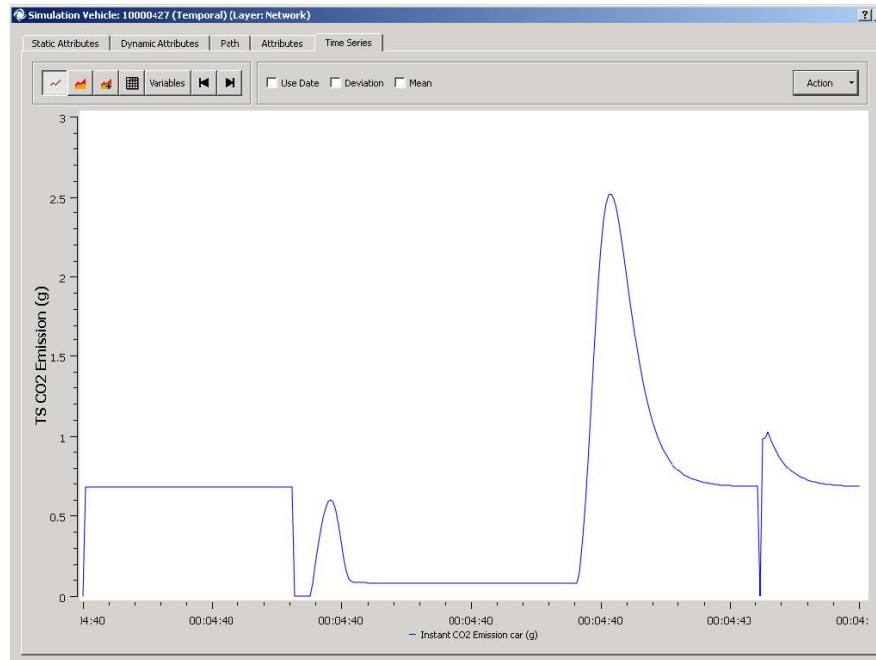 Simulation Vehicle: 10000427 (Temporal) (Layer: Network)
?
Static Attributes Dynamic Attributes Path Attributes Time Series
Variables Use Date Deviation Mean Action
3
2.5
2
1.5
1
0.5
0
TS CO2 Emission (g)
)4:40 00:04:40 00:04:40 00:04:40 00:04:40 00:04:43 00:04:
Instant CO2 Emission car (g)